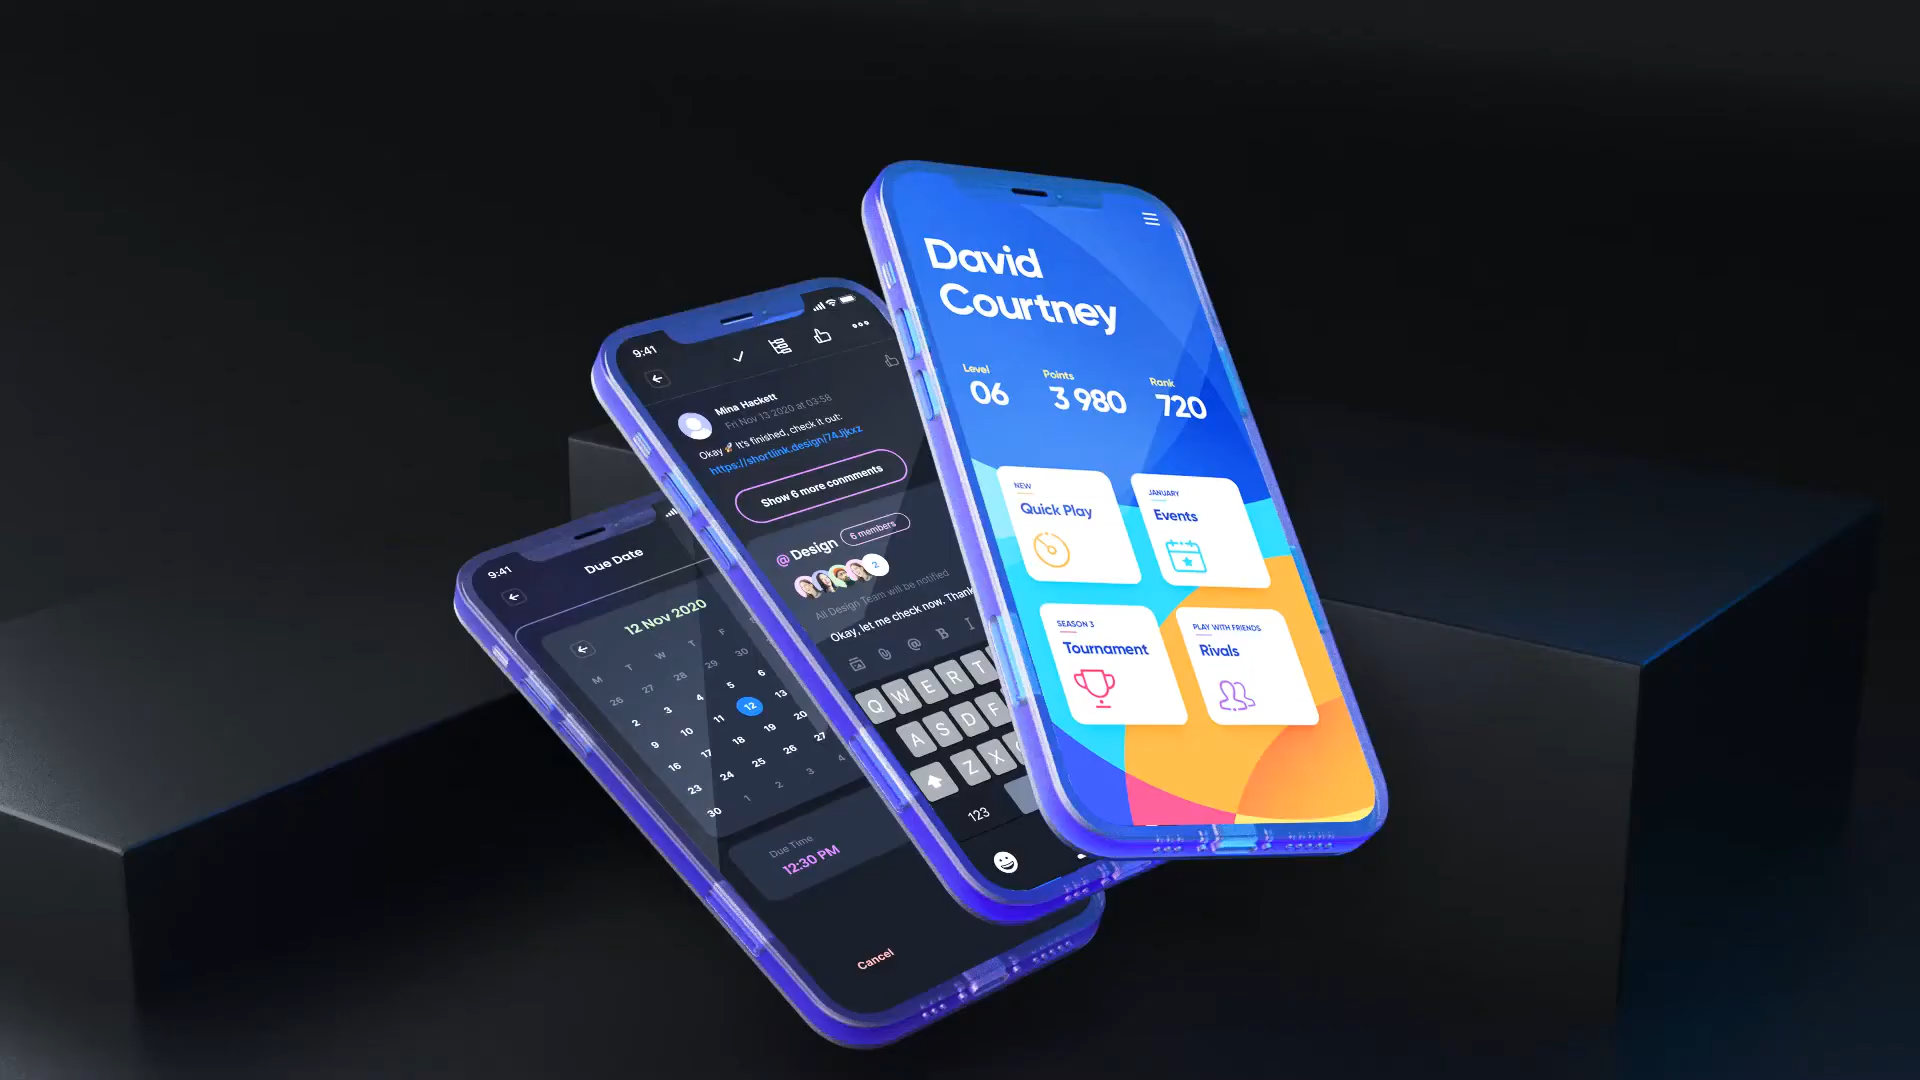 David
Courtney
Level
06
Points
3 980
Rank
720
NEW
Quick Play
JANUARY
Events
SEASON 3
Tournament
PLAY WITH FRIENDS
Rivals
9:41
Mina Hackett
Fri Nov 13 2020 at 03:58
Okay 🚀 It's finished, check it out:
https://shortlink.design/74Jjkxz
Show 6 more conmments
@ Design
6 members
2
All Design Team will be notified
Okay, let me check now. Thank
@ B I
Q W E R T
A S D F
Z X
123
9:41
Due Date
12 Nov 2020
M T W T F
26 27 28 29 30
2 3 4 5 6
9 10 11 12 13
16 17 18 19 20
23 24 25 26 27
30 1 2 3 4
Due Time
12:30 PM
Cancel